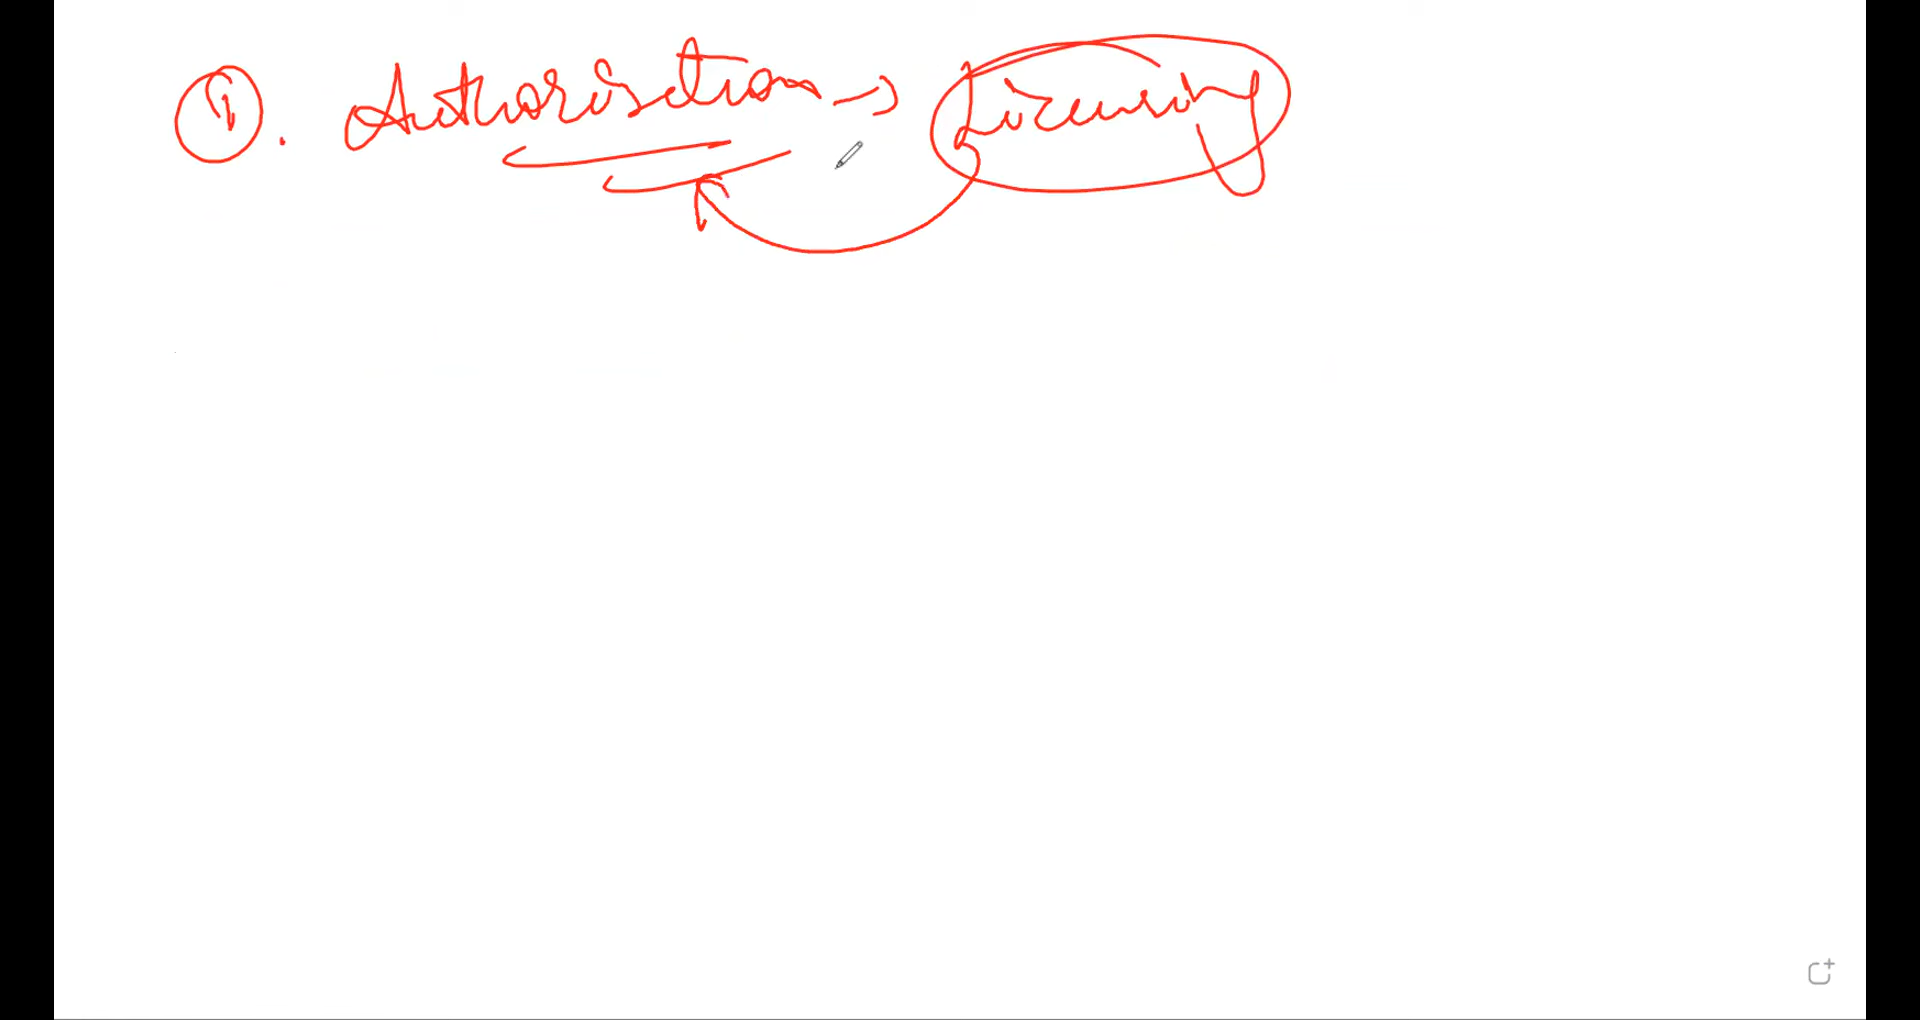 ① . Authorisation → Licensing